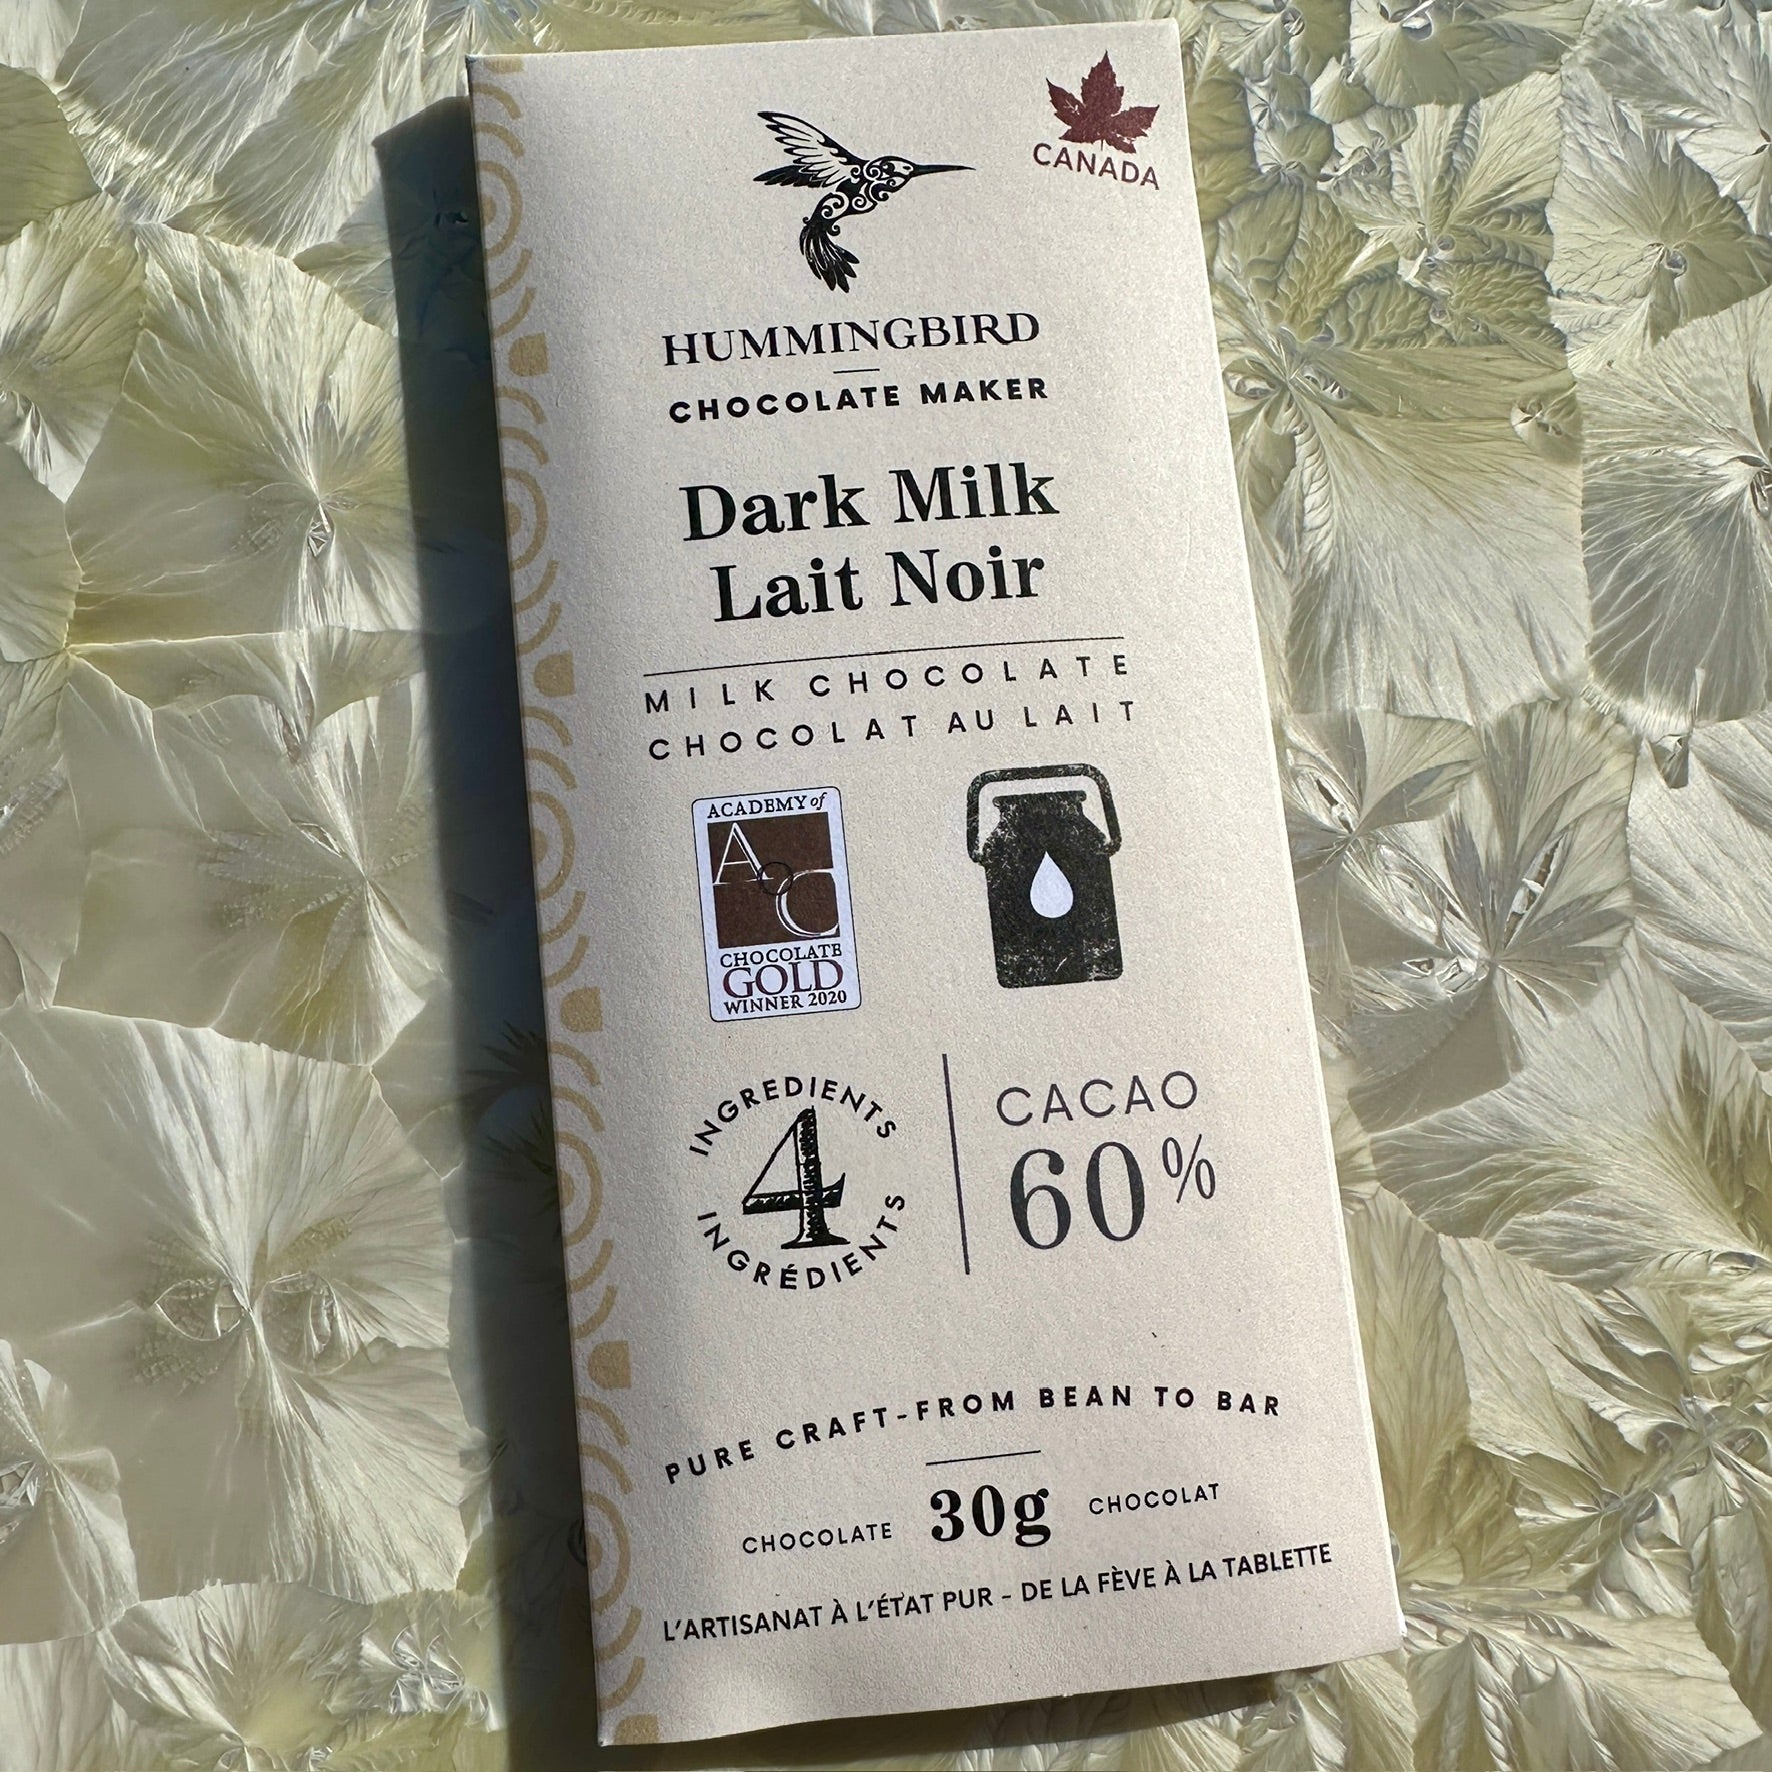 CANADA
HUMMINGBIRD
CHOCOLATE MAKER
Dark Milk
Lait Noir
MILK CHOCOLATE
CHOCOLAT AU LAIT
ACADEMY of
AOC
CHOCOLATE
GOLD
WINNER 2020
INGREDIENTS
4
INGRÉDIENTS
CACAO
60%
PURE CRAFT-FROM BEAN TO BAR
CHOCOLATE 30g CHOCOLAT
L'ARTISANAT À L'ÉTAT PUR - DE LA FÈVE À LA TABLETTE